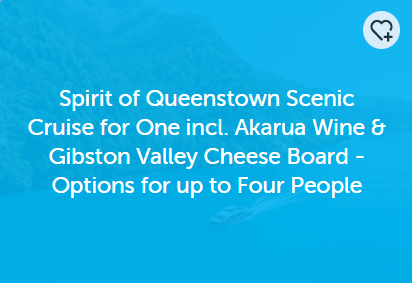 Spirit of Queenstown Scenic
Cruise for One incl. Akarua Wine &
Gibston Valley Cheese Board -
Options for up to Four People